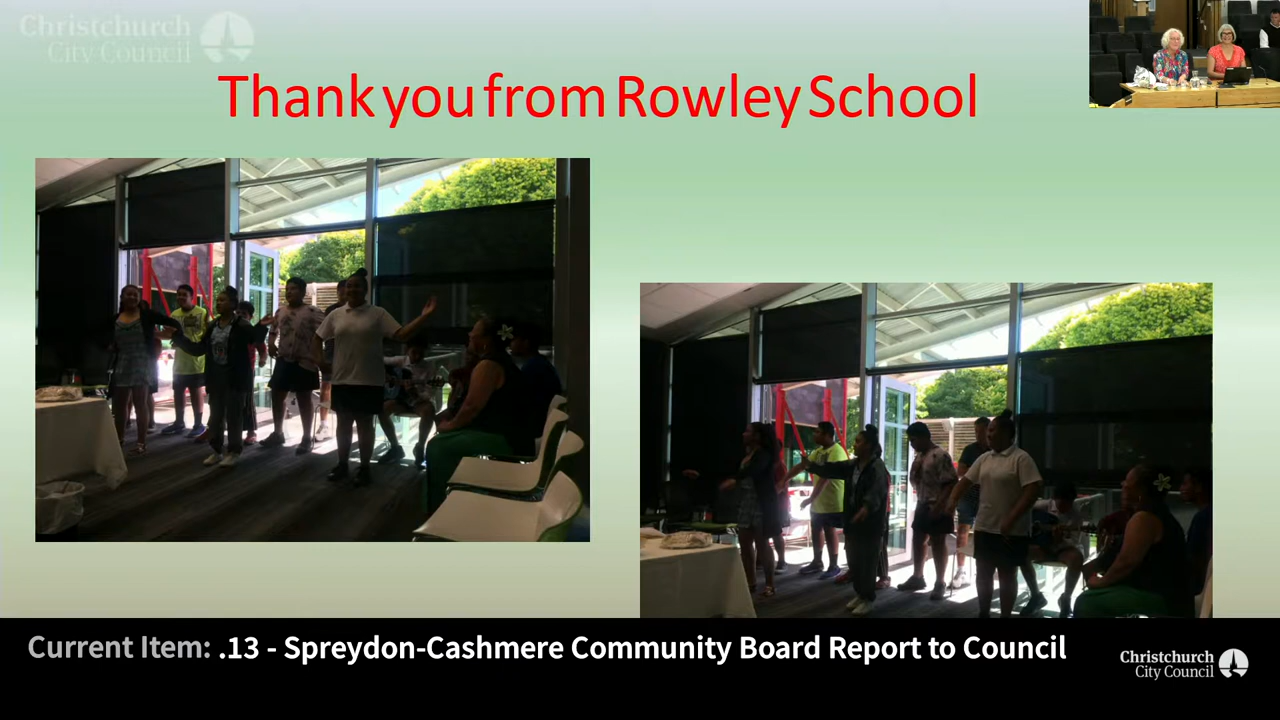 Christchurch
City Council
Thank you from Rowley School
Current Item: .13 - Spreydon-Cashmere Community Board Report to Council
Christchurch
City Council